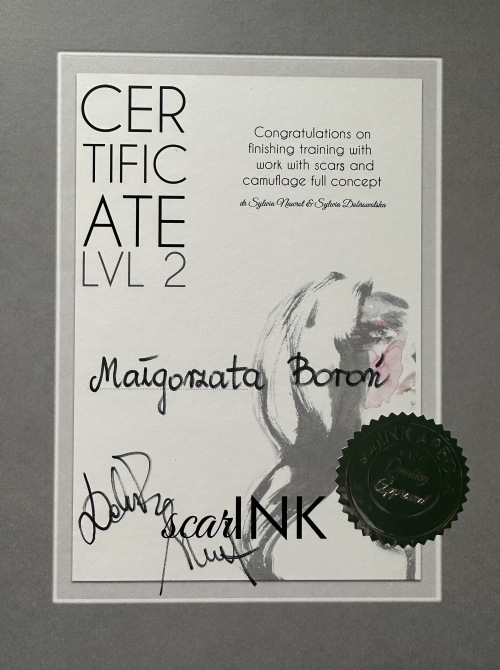 CER
TIFIC
ATE
LVL 2
Congratulations on
finishing training with
work with scars and
camuflage full concept
dr Sylwia Nawrot & Sylwia Dobrowolska
Małgorzata Boroń
scarINK